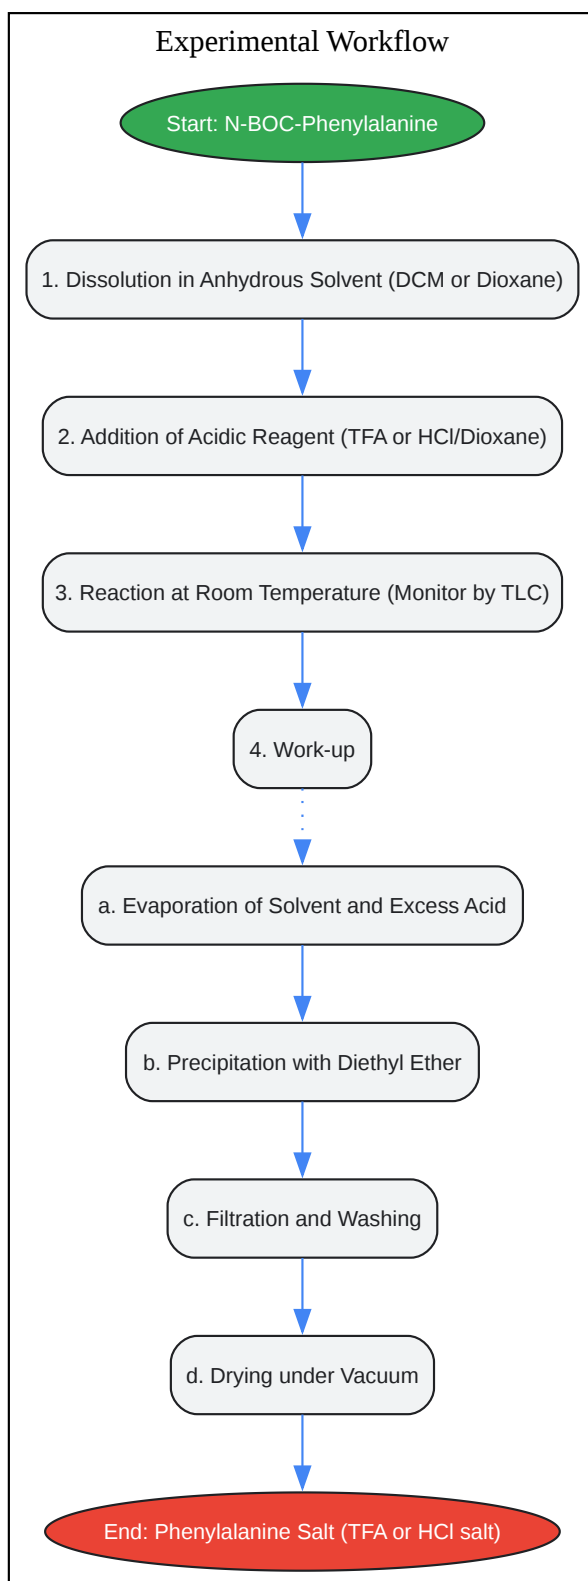 Experimental Workflow
Start: N-BOC-Phenylalanine
1. Dissolution in Anhydrous Solvent (DCM or Dioxane)
2. Addition of Acidic Reagent (TFA or HCl/Dioxane)
3. Reaction at Room Temperature (Monitor by TLC)
4. Work-up
a. Evaporation of Solvent and Excess Acid
b. Precipitation with Diethyl Ether
c. Filtration and Washing
d. Drying under Vacuum
End: Phenylalanine Salt (TFA or HCl salt)